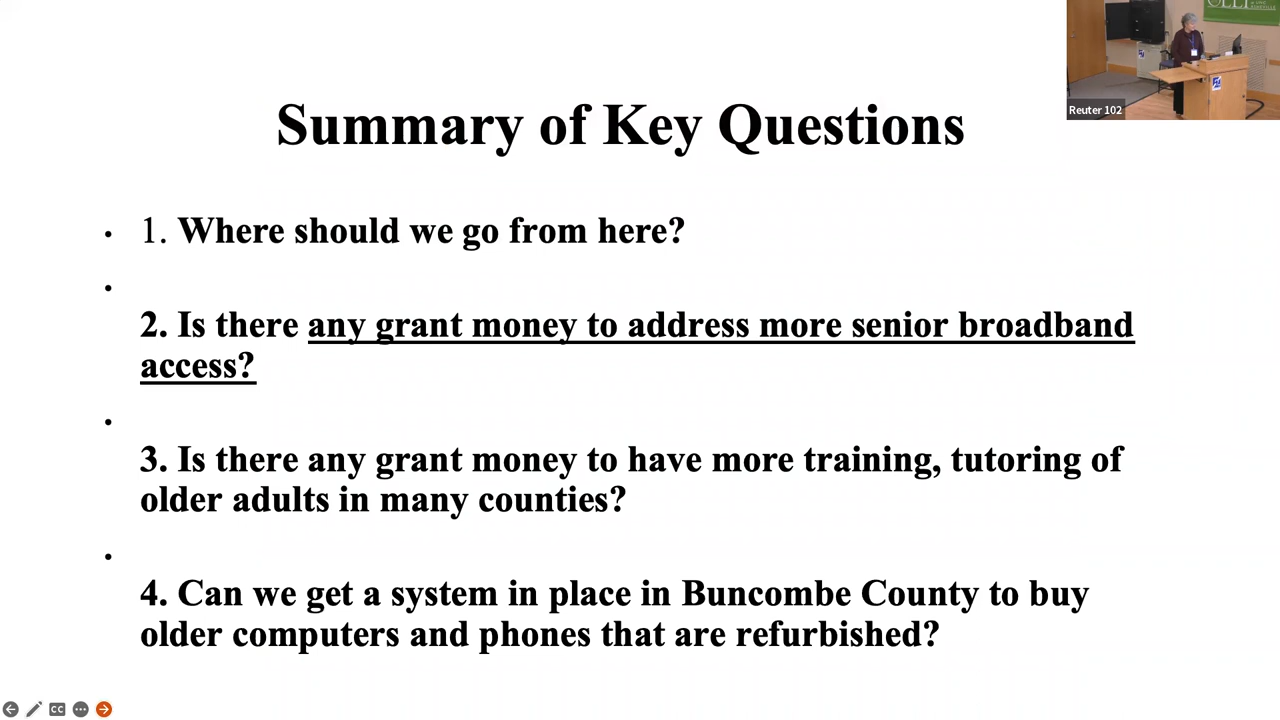 Summary of Key Questions
• 1. Where should we go from here?
•
2. Is there any grant money to address more senior broadband
access?
•
3. Is there any grant money to have more training, tutoring of
older adults in many counties?
•
4. Can we get a system in place in Buncombe County to buy
older computers and phones that are refurbished?
Reuter 102
CC